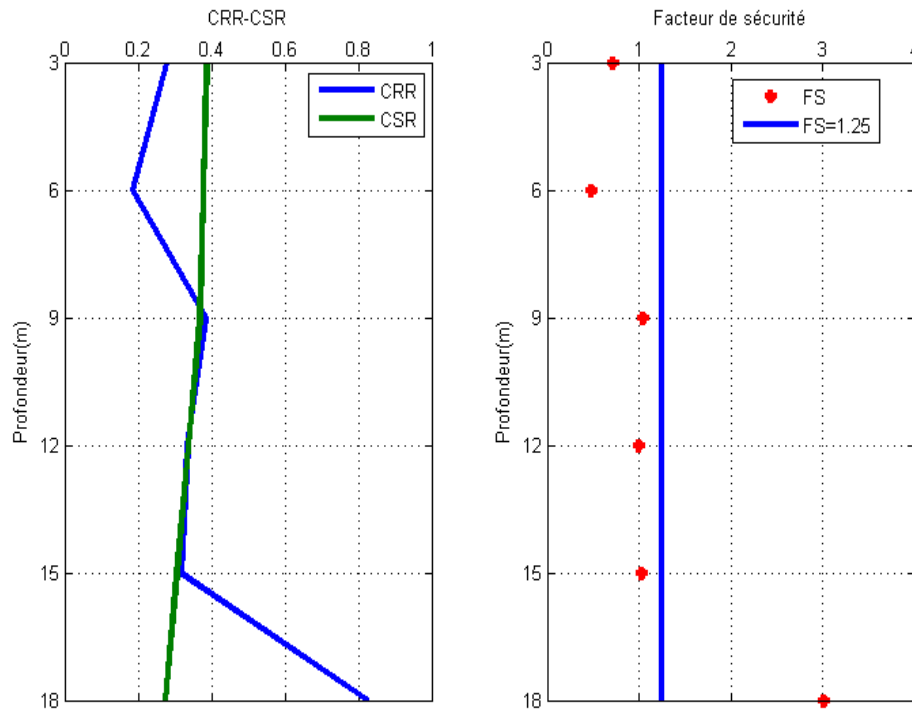 CRR-CSR
0 0.2 0.4 0.6 0.8 1
3
6
9
12
15
18
Profondeur(m)
CRR
CSR
Facteur de sécurité
0 1 2 3 4
3
6
9
12
15
18
Profondeur(m)
FS
FS=1.25